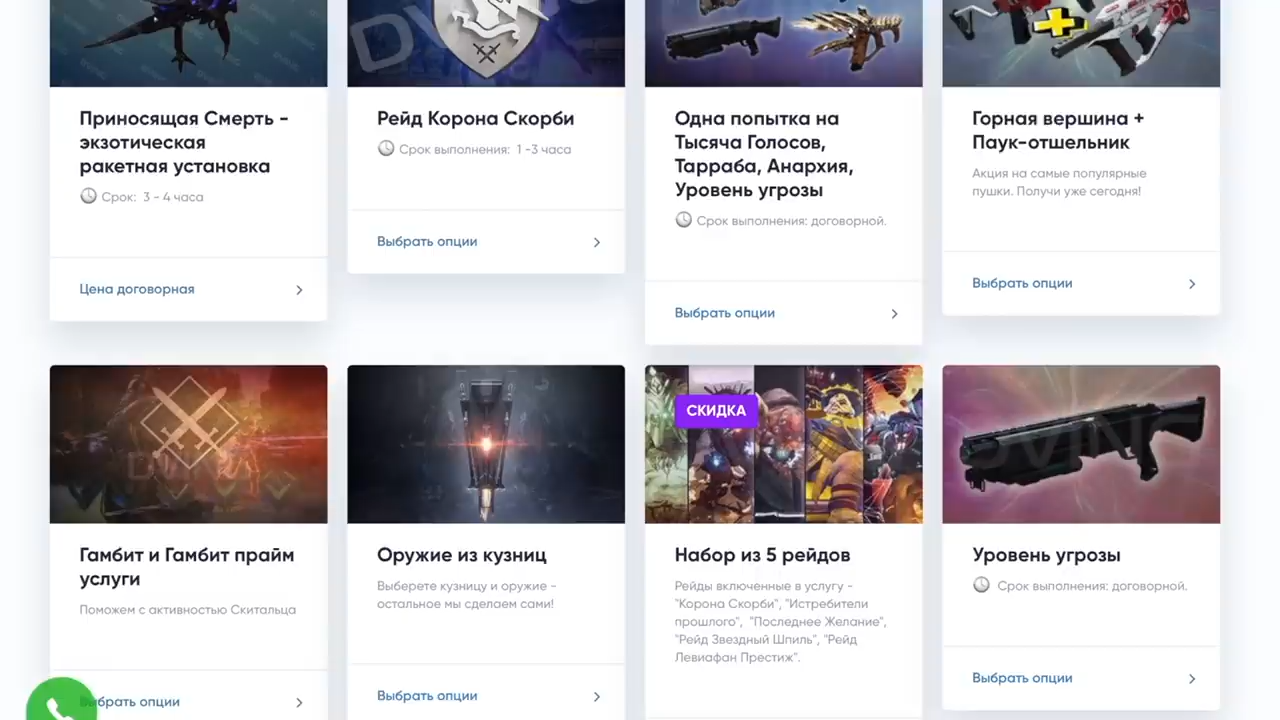 Приносящая Смерть -
экзотическая
ракетная установка
Срок: 3 - 4 часа
Цена договорная
Рейд Корона Скорби
Срок выполнения: 1 -3 часа
Выбрать опции
Одна попытка на
Тысяча Голосов,
Тарраба, Анархия,
Уровень угрозы
Срок выполнения: договорной.
Выбрать опции
Горная вершина +
Паук-отшельник
Акция на самые популярные
пушки. Получи уже сегодня!
Выбрать опции
Гамбит и Гамбит прайм
услуги
Поможем с активностью Скитальца
ыбрать опции
Оружие из кузниц
Выберете кузницу и оружие -
остальное мы сделаем сами!
Выбрать опции
СКИДКА
Набор из 5 рейдов
Рейды включенные в услугу -
"Корона Скорби", "Истребители
прошлого", "Последнее Желание",
"Рейд Звездный Шпиль", "Рейд
Левиафан Престиж".
Уровень угрозы
Срок выполнения: договорной.
Выбрать опции